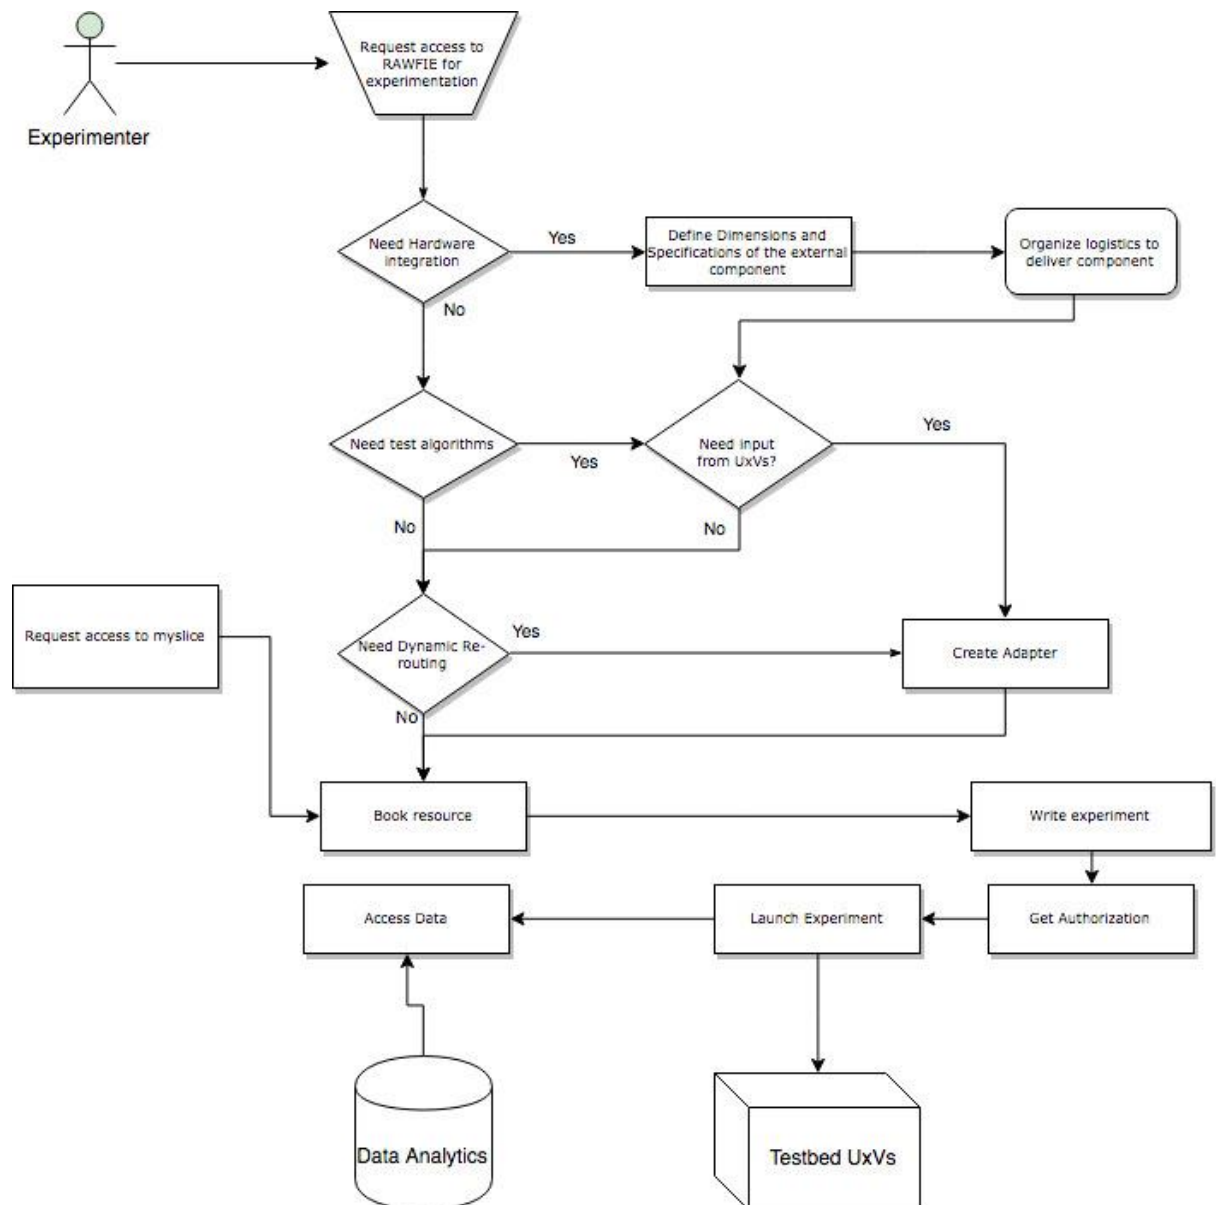 Request access to
RAWFIE for
experimentation
Experimenter
Need Hardware
integration
Yes
Define Dimensions and
Specifications of the external
component
Organize logistics to
deliver component
No
Need test algorithms
Yes
Need input
from UxVs?
Yes
No
No
Request access to myslice
Need Dynamic Re-
routing
Yes
Create Adapter
No
Book resource
Write experiment
Access Data
Launch Experiment
Get Authorization
Data Analytics
Testbed UxVs